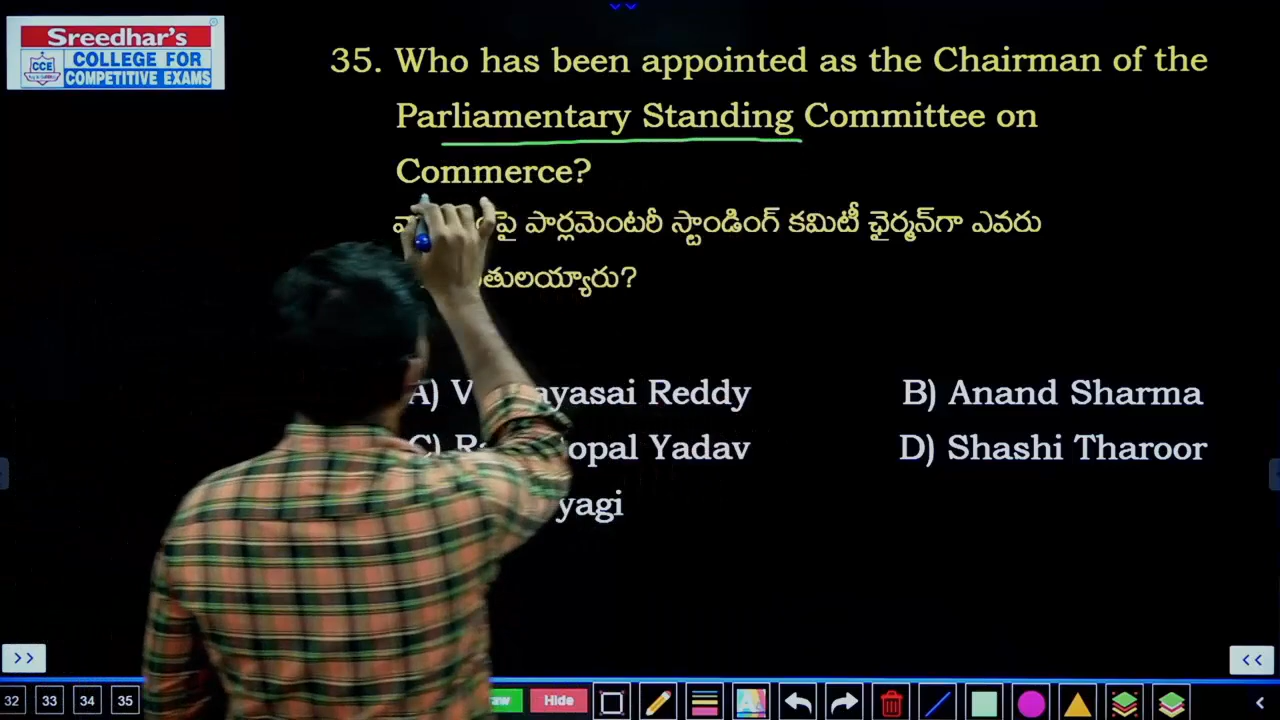 Sreedhar's
CCE
COLLEGE FOR
COMPETITIVE EXAMS
35. Who has been appointed as the Chairman of the
Parliamentary Standing Committee on
Commerce?
పార్లమెంటరీ స్టాండింగ్ కమిటీ ఛైర్మన్‌గా ఎవరు
A) V ayasai Reddy B) Anand Sharma
C) R opal Yadav D) Shashi Tharoor
yagi
>> <<
32 33 34 35 Hide